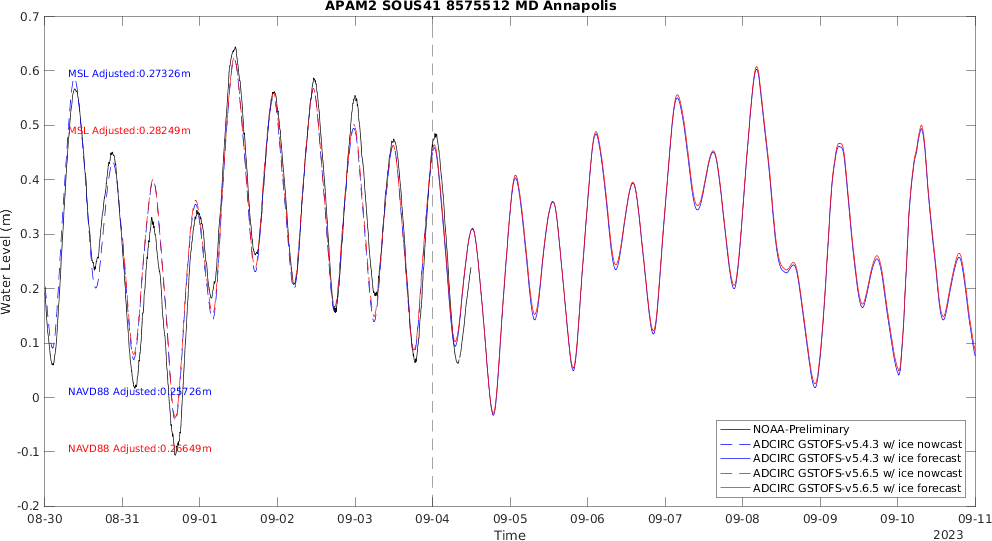 APAM2 SOUS41 8575512 MD Annapolis
0.7
0.6
0.5
0.4
0.3
0.2
0.1
0
-0.1
-0.2
Water Level (m)
MSL Adjusted:0.27326m
MSL Adjusted:0.28249m
NAVD88 Adjusted:0.25726m
NAVD88 Adjusted:0.26649m
NOAA-Preliminary
ADCIRC GSTOFS-v5.4.3 w/ ice nowcast
ADCIRC GSTOFS-v5.4.3 w/ ice forecast
ADCIRC GSTOFS-v5.6.5 w/ ice nowcast
ADCIRC GSTOFS-v5.6.5 w/ ice forecast
08-30 08-31 09-01 09-02 09-03 09-04 09-05 09-06 09-07 09-08 09-09 09-10 09-11
Time
2023